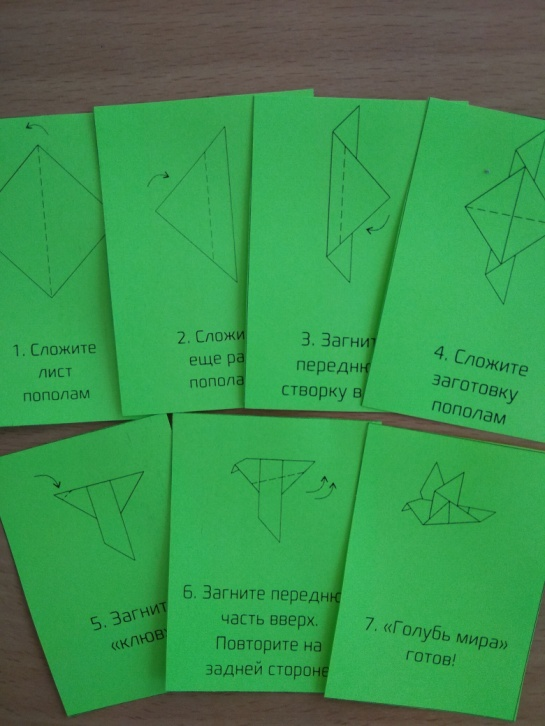 1. Сложите
лист
пополам
2. Сложи
еще ра
попола
3. Загнит
передню
створку в
4. Сложите
заготовку
пополам
5. Загнит
«клюв
6. Загните передню
часть вверх.
Повторите на
задней стороне
7. «Голубь мира»
готов!